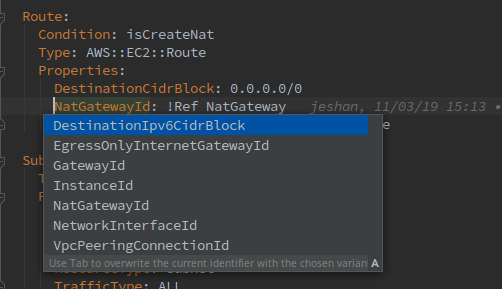 Route:
Condition: isCreateNat
Type: AWS::EC2::Route
Properties:
DestinationCidrBlock: 0.0.0.0/0
NatGatewayId: !Ref NatGateway jeshan, 11/03/19 15:13 •
DestinationIpv6CidrBlock
EgressOnlyInternetGatewayId
GatewayId
InstanceId
NatGatewayId
NetworkInterfaceId
VpcPeeringConnectionId
Use Tab to overwrite the current identifier with the chosen varian
TrafficType: ALL